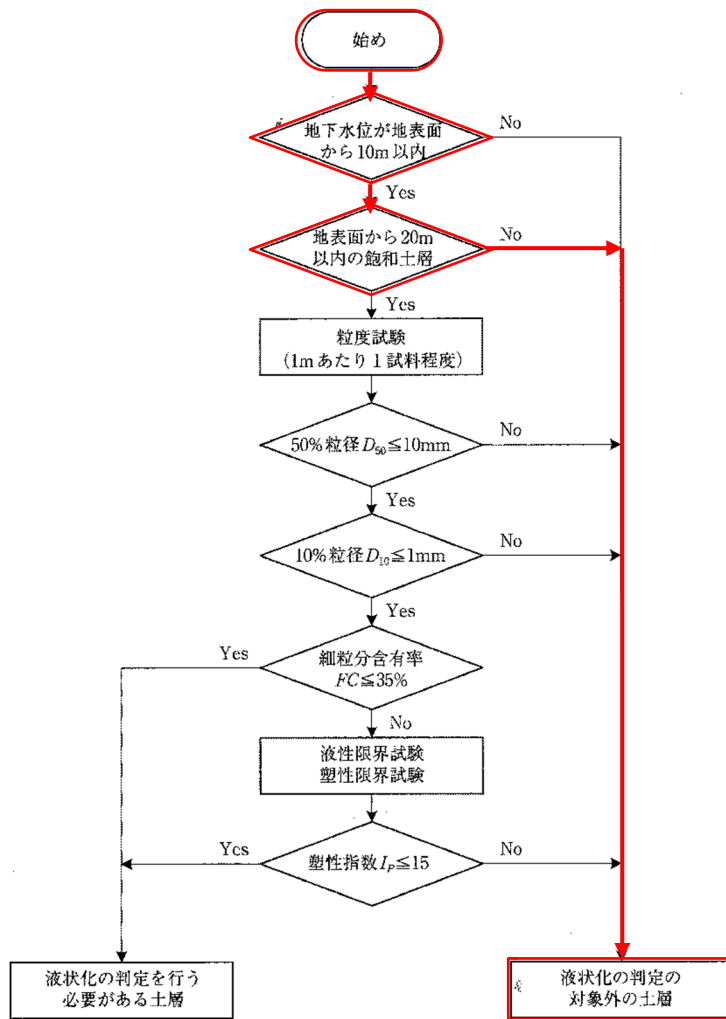 始め
地下水位が地表面
から10m以内
No
Yes
地表面から20m
以内の飽和土層
No
Yes
粒度試験
(1mあたり1試料程度)
50%粒径D₅₀≦10mm
No
Yes
10%粒径D₁₀≦1mm
No
Yes
細粒分含有率
FC≦35%
Yes
No
液性限界試験
塑性限界試験
塑性指数I_P≦15
Yes
No
液状化の判定を行う
必要がある土層
液状化の判定の
対象外の土層